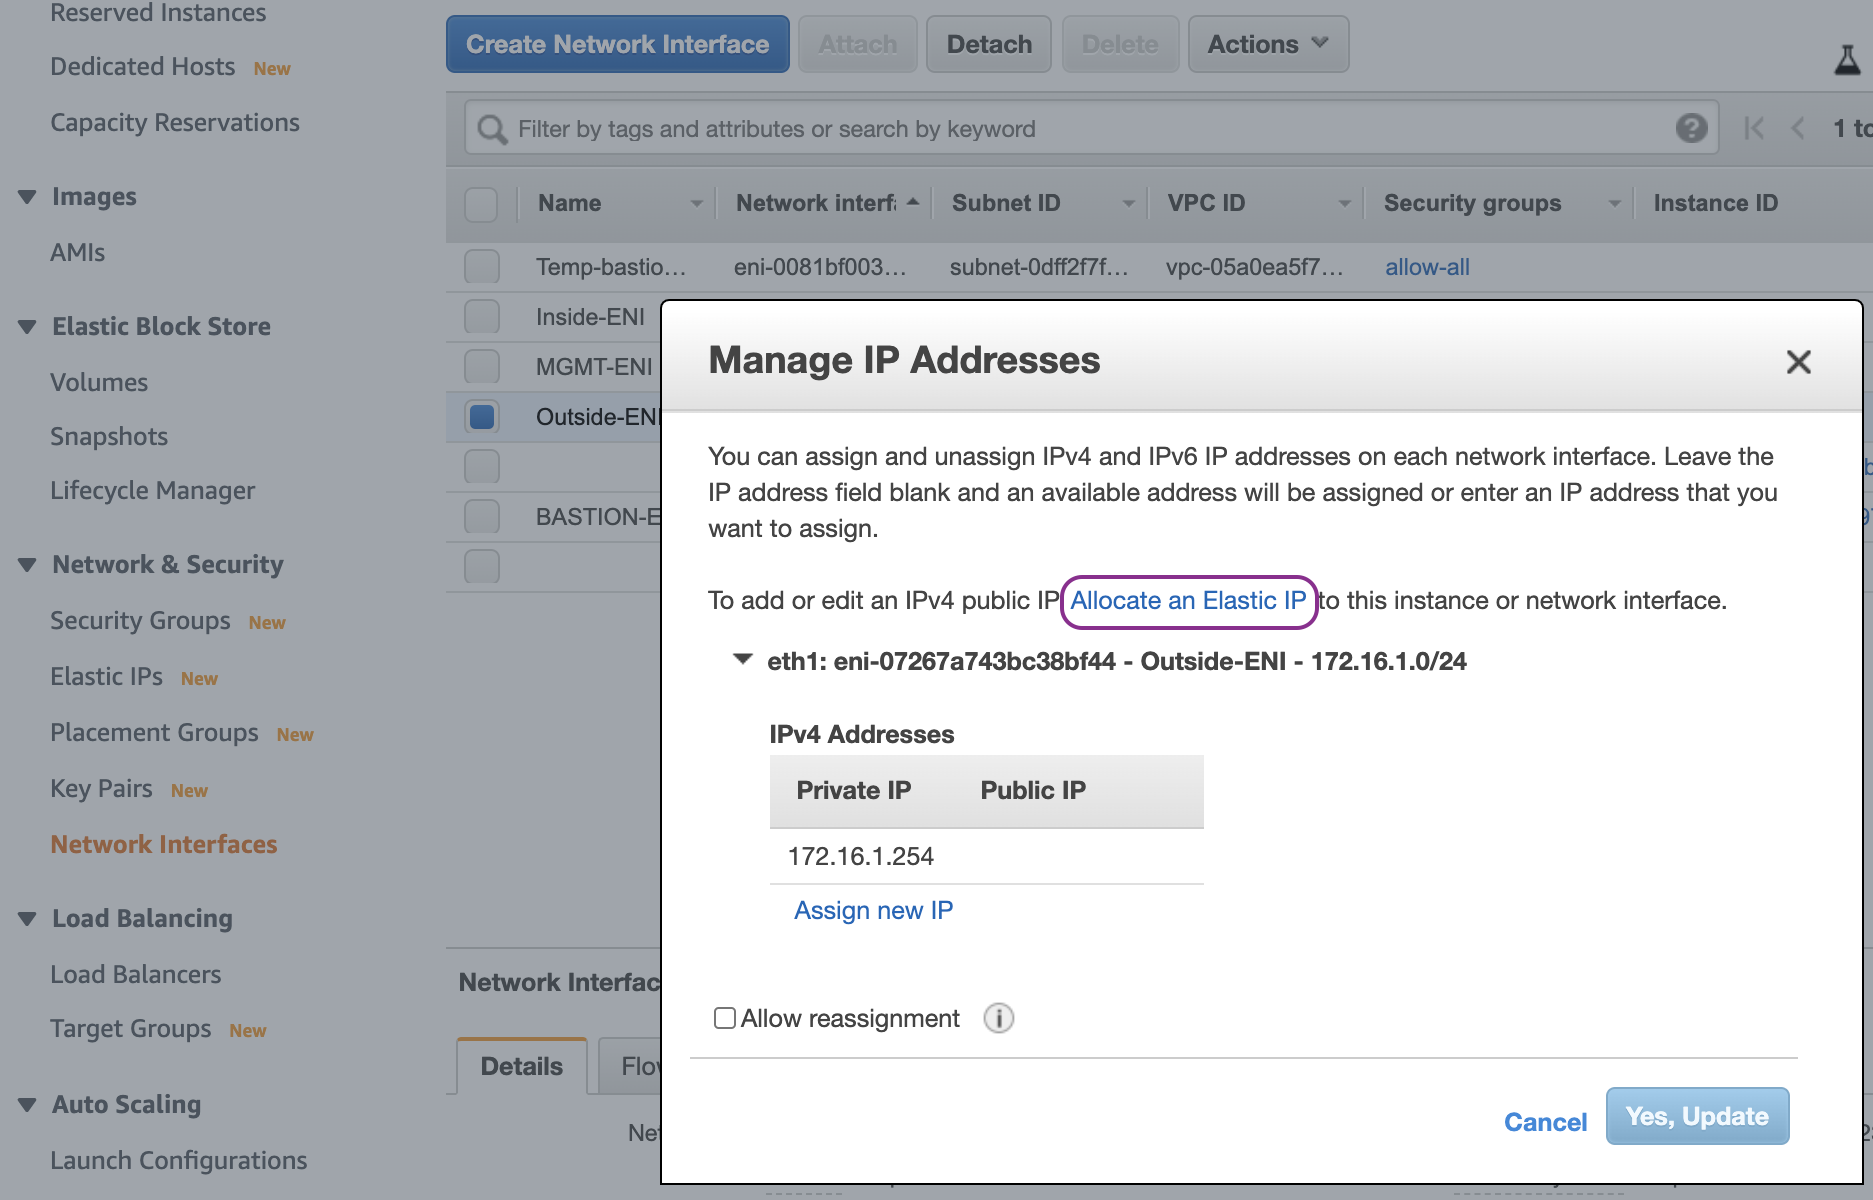 Reserved Instances
Dedicated Hosts New
Capacity Reservations
Images
AMIs
Elastic Block Store
Volumes
Snapshots
Lifecycle Manager
Network & Security
Security Groups New
Elastic IPs New
Placement Groups New
Key Pairs New
Network Interfaces
Load Balancing
Load Balancers
Target Groups New
Auto Scaling
Launch Configurations
Create Network Interface Attach Detach Delete Actions
Filter by tags and attributes or search by keyword ? 1 to
Name Network interf Subnet ID VPC ID Security groups Instance ID
Temp-bastio... eni-0081bf003... subnet-0dff2f7f... vpc-05a0ea5f7... allow-all
Inside-ENI
MGMT-ENI
Outside-ENI
BASTION-E
Network Interfac
Details Flo
Net
Manage IP Addresses
You can assign and unassign IPv4 and IPv6 IP addresses on each network interface. Leave the
IP address field blank and an available address will be assigned or enter an IP address that you
want to assign.
To add or edit an IPv4 public IP Allocate an Elastic IP to this instance or network interface.
eth1: eni-07267a743bc38bf44 - Outside-ENI - 172.16.1.0/24
IPv4 Addresses
Private IP Public IP
172.16.1.254
Assign new IP
Allow reassignment i
Cancel Yes, Update